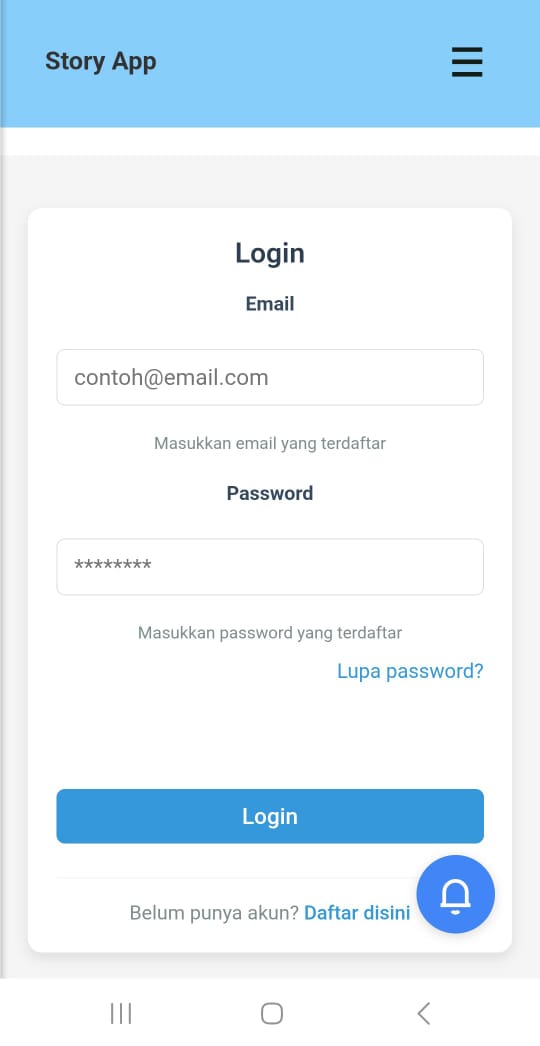 Story App
Login
Email
contoh@email.com
Masukkan email yang terdaftar
Password
********
Masukkan password yang terdaftar
Lupa password?
Login
Belum punya akun? Daftar disini